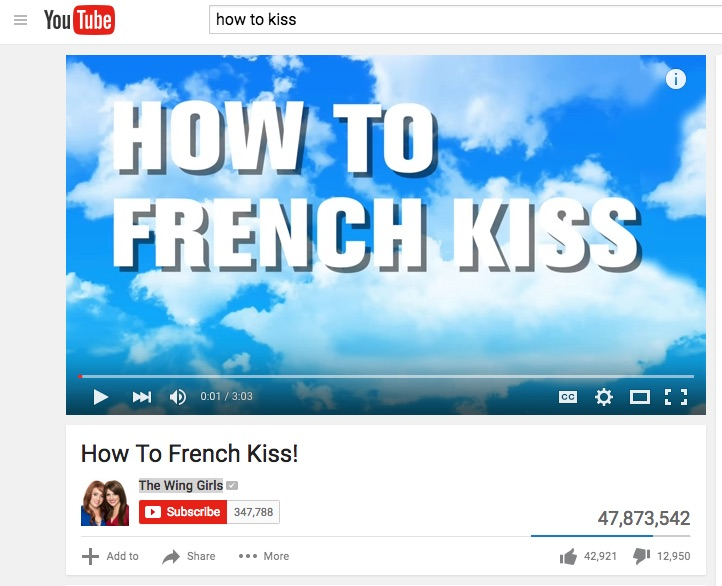 YouTube
how to kiss
i
HOW TO
FRENCH KISS
0:01 / 3:03
CC
How To French Kiss!
The Wing Girls
Subscribe 347,788
47,873,542
Add to Share More
42,921 12,950